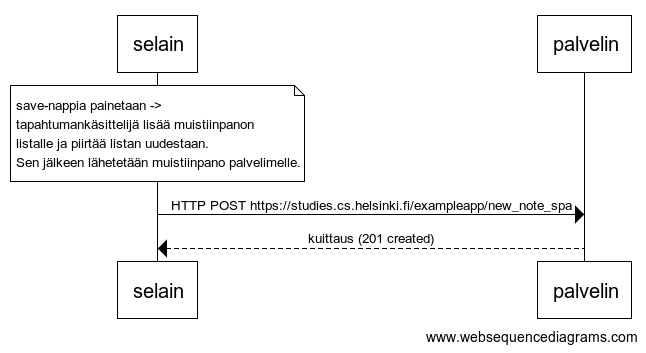 selain
palvelin
save-nappia painetaan ->
tapahtumankäsittelijä lisää muistiinpanon
listalle ja piirtää listan uudestaan.
Sen jälkeen lähetetään muistiinpano palvelimelle.
HTTP POST https://studies.cs.helsinki.fi/exampleapp/new_note_spa
kuittaus (201 created)
selain
palvelin
www.websequencediagrams.com